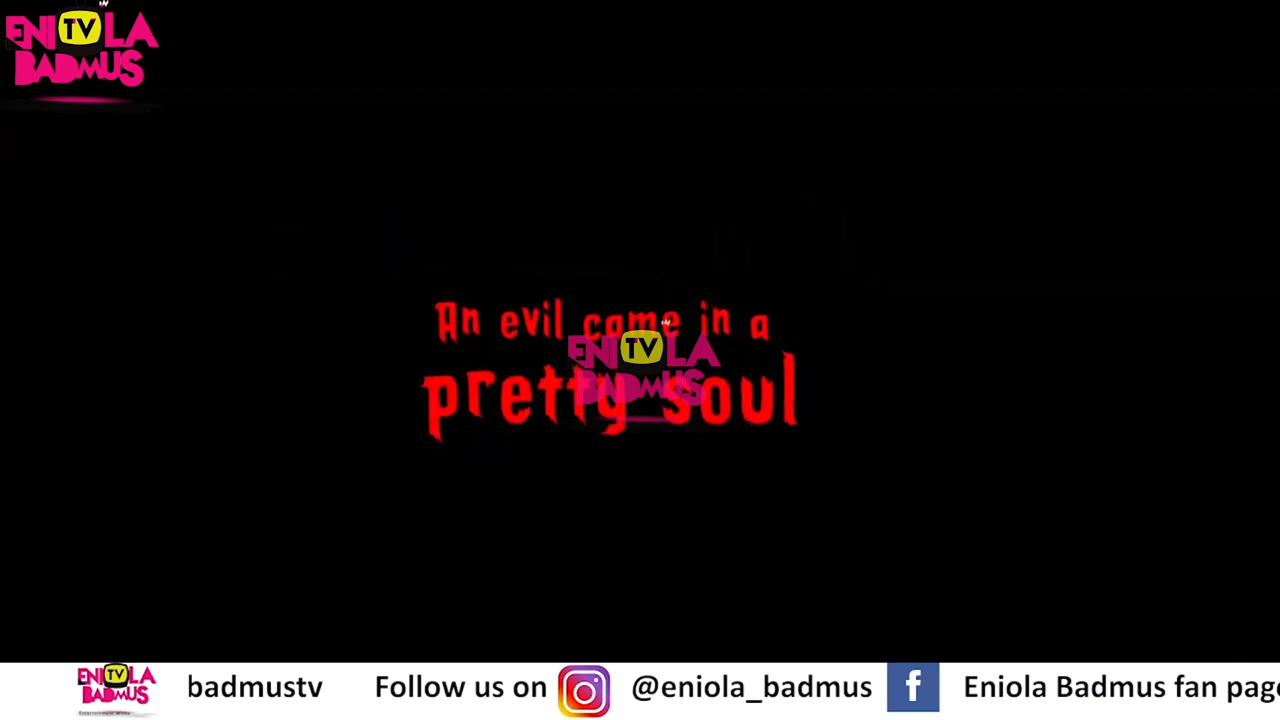 ENIOLA TV
BADMUS
An evil came in a
pretty soul
ENIOLA TV
BADMUS
ENIOLA TV
BADMUS
badmustv
Follow us on
@eniola_badmus
f
Eniola Badmus fan page